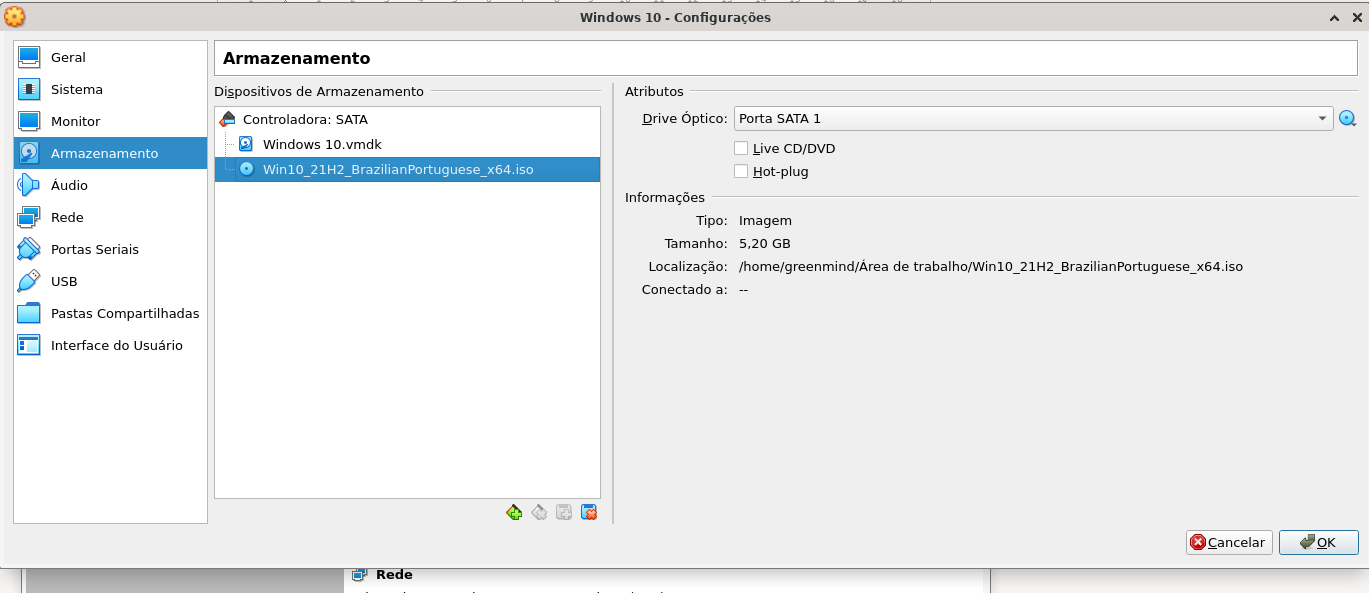 Windows 10 - Configurações
Geral
Sistema
Monitor
Armazenamento
Áudio
Rede
Portas Seriais
USB
Pastas Compartilhadas
Interface do Usuário
Armazenamento
Dispositivos de Armazenamento
Controladora: SATA
Windows 10.vmdk
Win10_21H2_BrazilianPortuguese_x64.iso
Atributos
Drive Óptico: Porta SATA 1
Live CD/DVD
Hot-plug
Informações
Tipo: Imagem
Tamanho: 5,20 GB
Localização: /home/greenmind/Área de trabalho/Win10_21H2_BrazilianPortuguese_x64.iso
Conectado a: --
Cancelar
OK
Rede